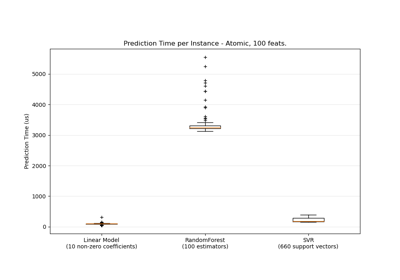 Prediction Time per Instance - Atomic, 100 feats.
5000
4000
3000
2000
1000
0
Prediction Time (us)
Linear Model
(10 non-zero coefficients)
RandomForest
(100 estimators)
SVR
(660 support vectors)